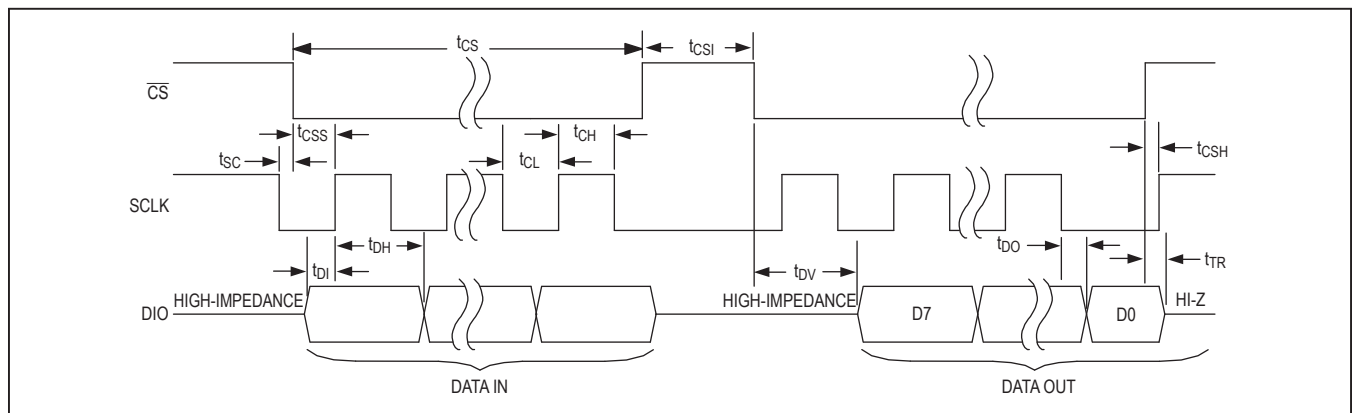 tCS
tCSI
CS
tCSS
tCH
tSC
tCL
tCSH
SCLK
tDH
tDO
tDI
tDV
tTR
HIGH-IMPEDANCE
HIGH-IMPEDANCE
HI-Z
DIO
D7
D0
DATA IN
DATA OUT